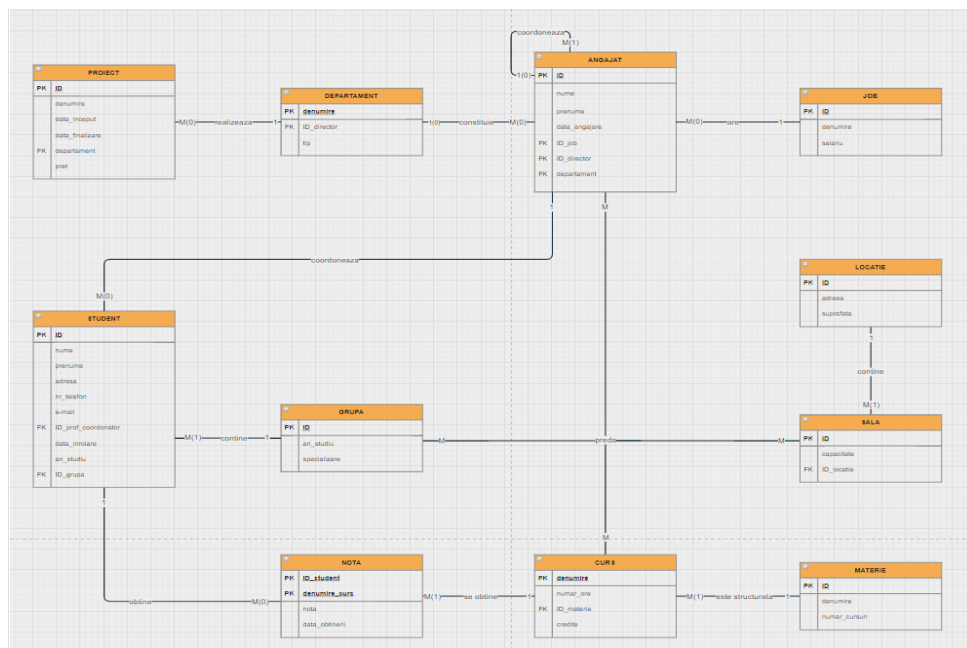 coordoneaza
M(1)
ANGAJAT
1(0)
PK ID
nume
prenume
data_angajare
FK ID_job
FK ID_director
departament
FK
PROIECT
PK ID
denumire
data_inceput
data_finalizare
FK departament
pret
M(0) realizeaza 1
DEPARTAMENT
PK denumire
FK ID_director
tip
1(0) constituie M(0)
M(0) are 1
JOB
PK ID
denumire
salariu
1
M
coordoneaza
M(0)
LOCATIE
PK ID
adresa
suprafata
1
contine
M(1)
STUDENT
PK ID
nume
prenume
adresa
nr_telefon
e-mail
FK ID_prof_coordonator
data_inrolare
an_studiu
FK ID_grupa
M(1) contine 1
GRUPA
PK ID
an_studiu
specializare
M preda M
SALA
PK ID
capacitate
FK ID_locatie
1
M
obtine M(0)
NOTA
PK ID_student
PK denumire_curs
nota
data_obtinerii
M(1) se obtine 1
CURS
PK denumire
numar_ore
FK ID_materie
credite
M(1) este structurata 1
MATERIE
PK ID
denumire
numar_cursuri